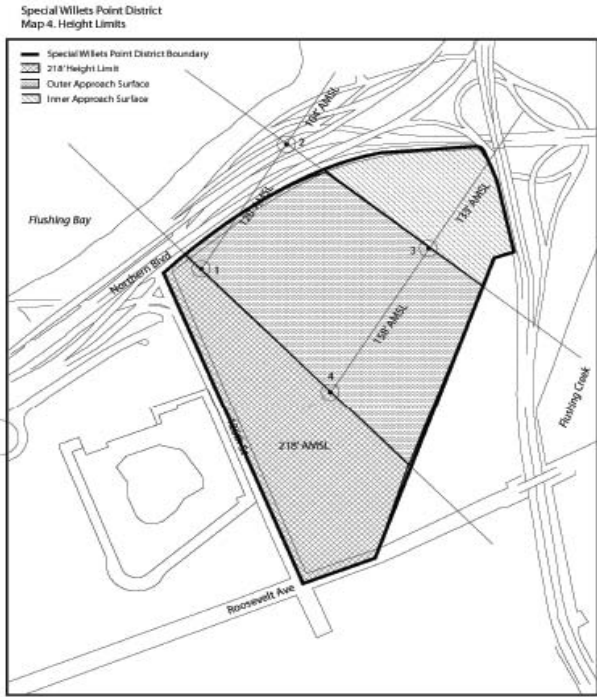 Special Willets Point District
Map 4. Height Limits
Special Willets Point District Boundary
218' Height Limit
Outer Approach Surface
Inner Approach Surface
104' AMSL
2
Flushing Bay
133' AMSL
Northern Blvd
3
1
158' AMSL
4
Flushing Creek
218' AMSL
Roosevelt Ave